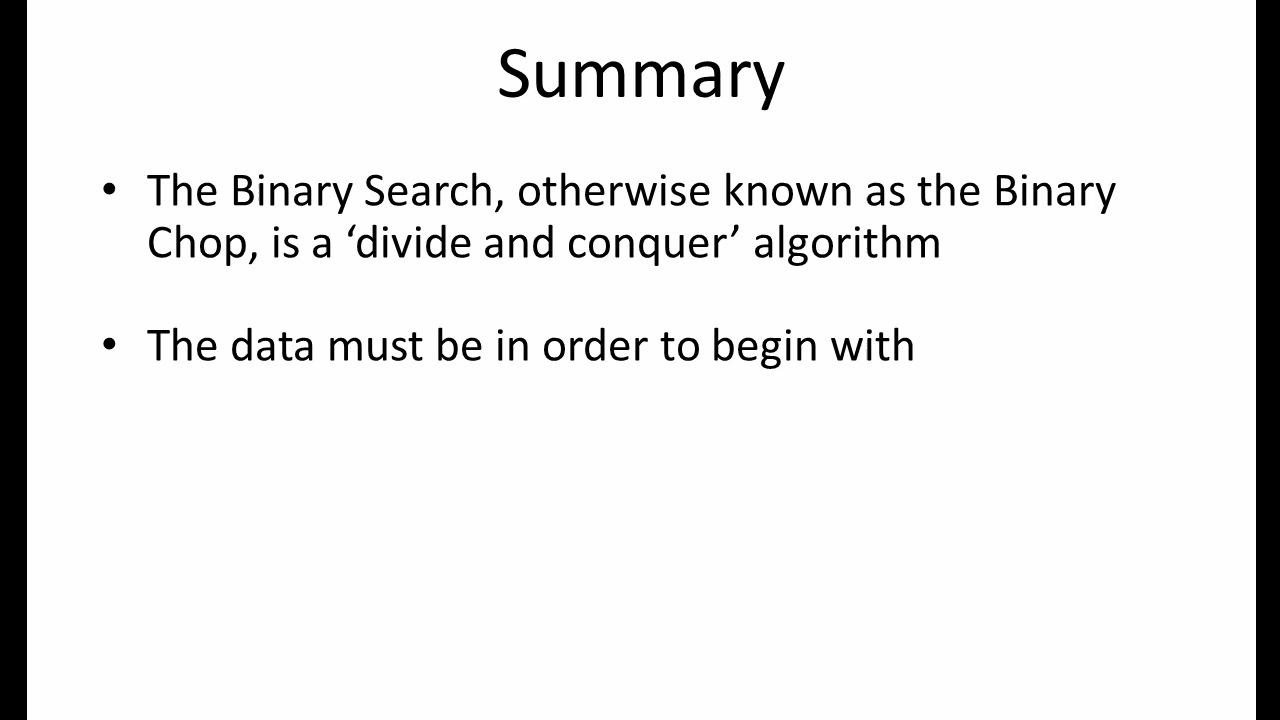 Summary
• The Binary Search, otherwise known as the Binary
Chop, is a ‘divide and conquer’ algorithm
• The data must be in order to begin with